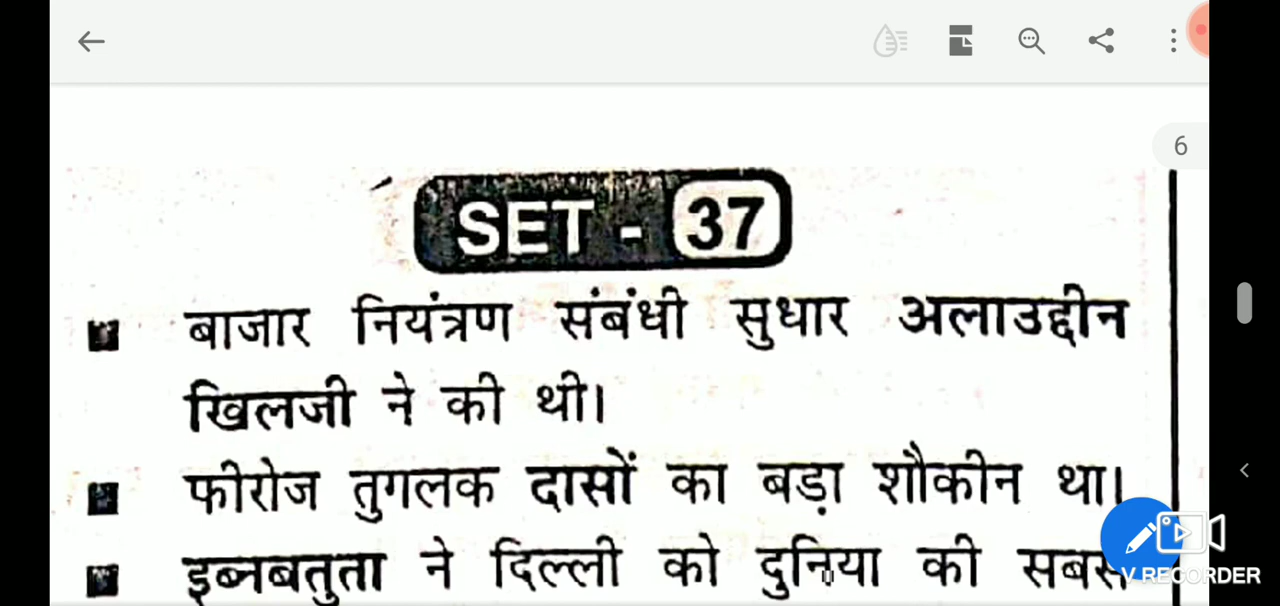 6
SET - 37
बाजार नियंत्रण संबंधी सुधार अलाउद्दीन
खिलजी ने की थी।
फीरोज तुगलक दासों का बड़ा शौकीन था।
इब्नबतुता ने दिल्ली को दुनिया की
V RECORDER